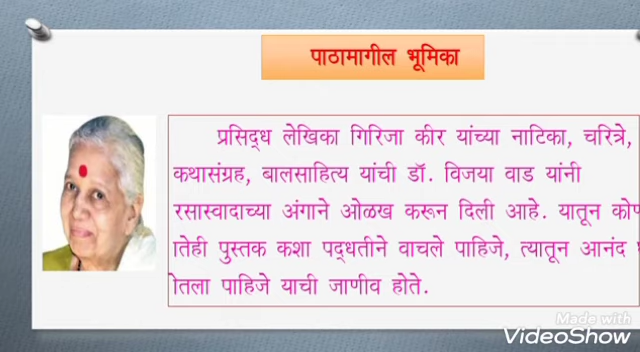 पाठामागील भूमिका
प्रसिद्ध लेखिका गिरिजा कीर यांच्या नाटिका, चरित्रे,
कथासंग्रह, बालसाहित्य यांची डॉ. विजया वाड यांनी
रसास्वादाच्या अंगाने ओळख करून दिली आहे. यातून
तेही पुस्तक कशा पद्धतीने वाचले पाहिजे, त्यातून आनंद
तला पाहिजे याची जाणीव होते.
Made with
VideoShow